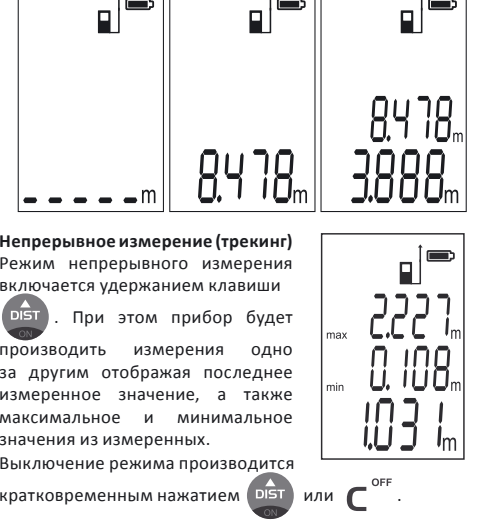 8.478m
8.478m
- - - - - m
8.478m
3.888m
Непрерывное измерение (трекинг)
Режим непрерывного измерения
включается удержанием клавиши
DIST ON . При этом прибор будет
производить измерения одно
за другим отображая последнее
измеренное значение, а также
максимальное и минимальное
значения из измеренных.
Выключение режима производится
кратковременным нажатием DIST ON или C OFF .
max 2.227m
min 0.108m
1.031m